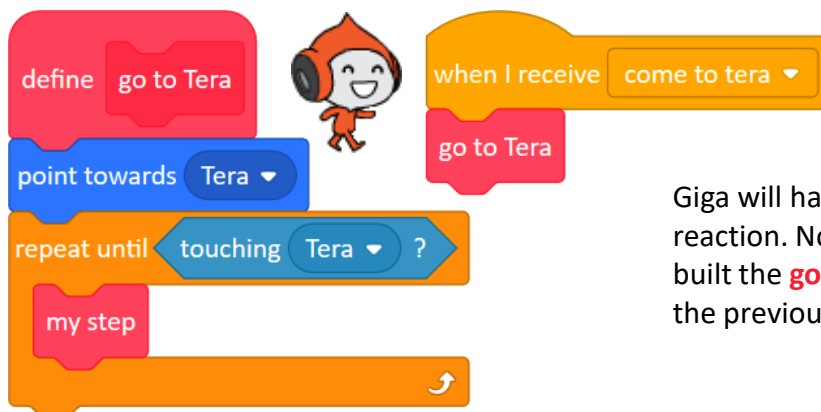 define go to Tera
point towards Tera
repeat until touching Tera ?
my step
when I receive come to tera
go to Tera
Giga will ha
reaction. No
built the go
the previou